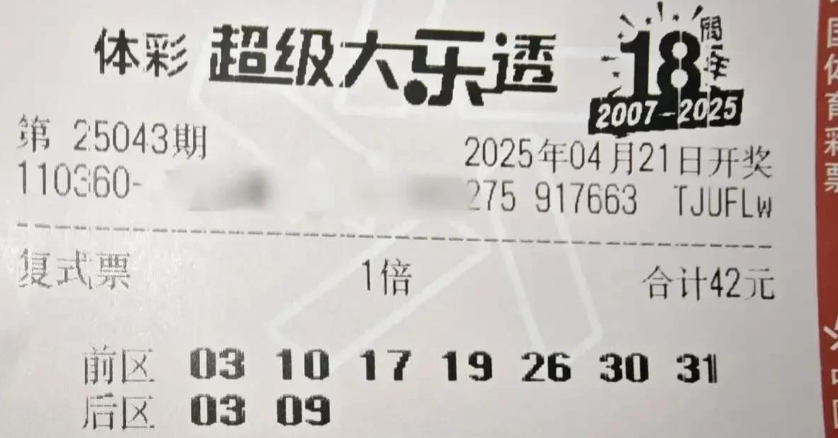 体彩 超级大乐透 18周年
2007-2025
第 25043期 2025年04月21日开奖
110360- 275 917663 TJUFLW
复式票 1倍 合计42元
前区 03 10 17 19 26 30 31
后区 03 09
国体育彩票